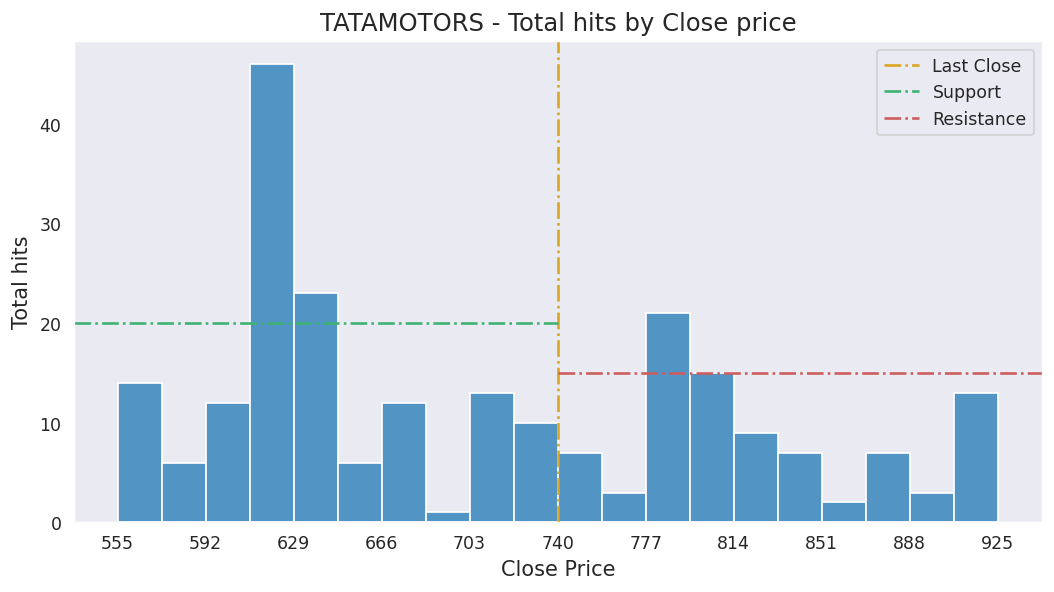 TATAMOTORS - Total hits by Close price
Last Close
Support
Resistance
Total hits
40
30
20
10
0
555 592 629 666 703 740 777 814 851 888 925
Close Price